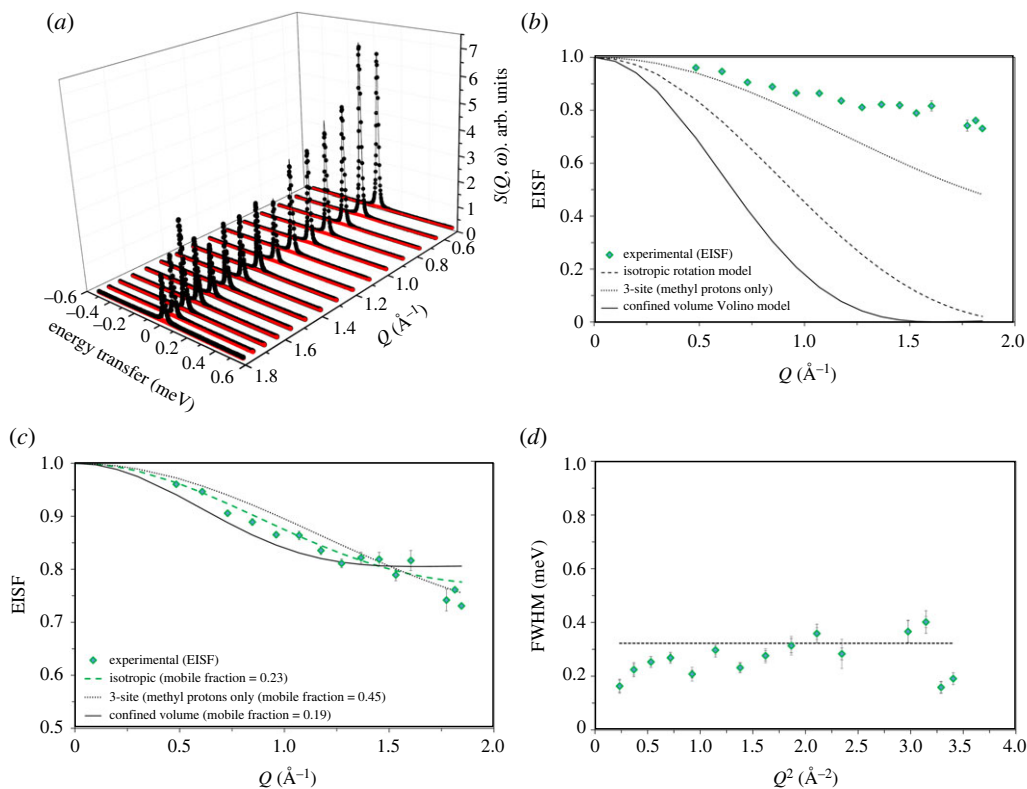 (a)
7
6
5
4
3
2
1
0
S(Q, ω). arb. units
0.6
0.8
1.0
1.2
1.4
1.6
1.8
Q (Å⁻¹)
–0.6
–0.4
–0.2
0
0.2
0.4
0.6
energy transfer (meV)
(b)
1.0
0.8
0.6
0.4
0.2
0
EISF
experimental (EISF)
isotropic rotation model
3-site (methyl protons only)
confined volume Volino model
0 0.5 1.0 1.5 2.0
Q (Å⁻¹)
(c)
1.0
0.9
0.8
0.7
0.6
0.5
EISF
experimental (EISF)
isotropic (mobile fraction = 0.23)
3-site (methyl protons only) (mobile fraction = 0.45)
confined volume (mobile fraction = 0.19)
0 0.5 1.0 1.5 2.0
Q (Å⁻¹)
(d)
1.0
0.8
0.6
0.4
0.2
0
FWHM (meV)
0 0.5 1.0 1.5 2.0 2.5 3.0 3.5 4.0
Q² (Å⁻²)